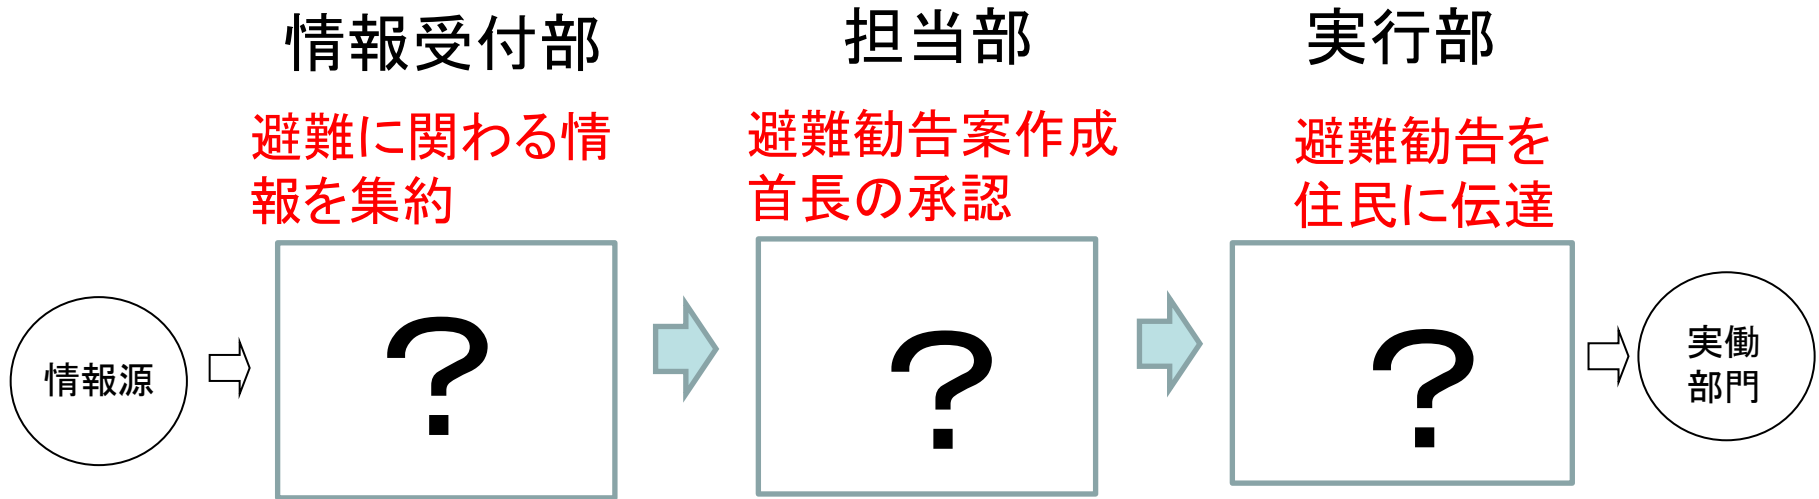 情報受付部
担当部
実行部
避難に関わる情
報を集約
避難勧告案作成
首長の承認
避難勧告を
住民に伝達
情報源
?
?
?
実働
部門